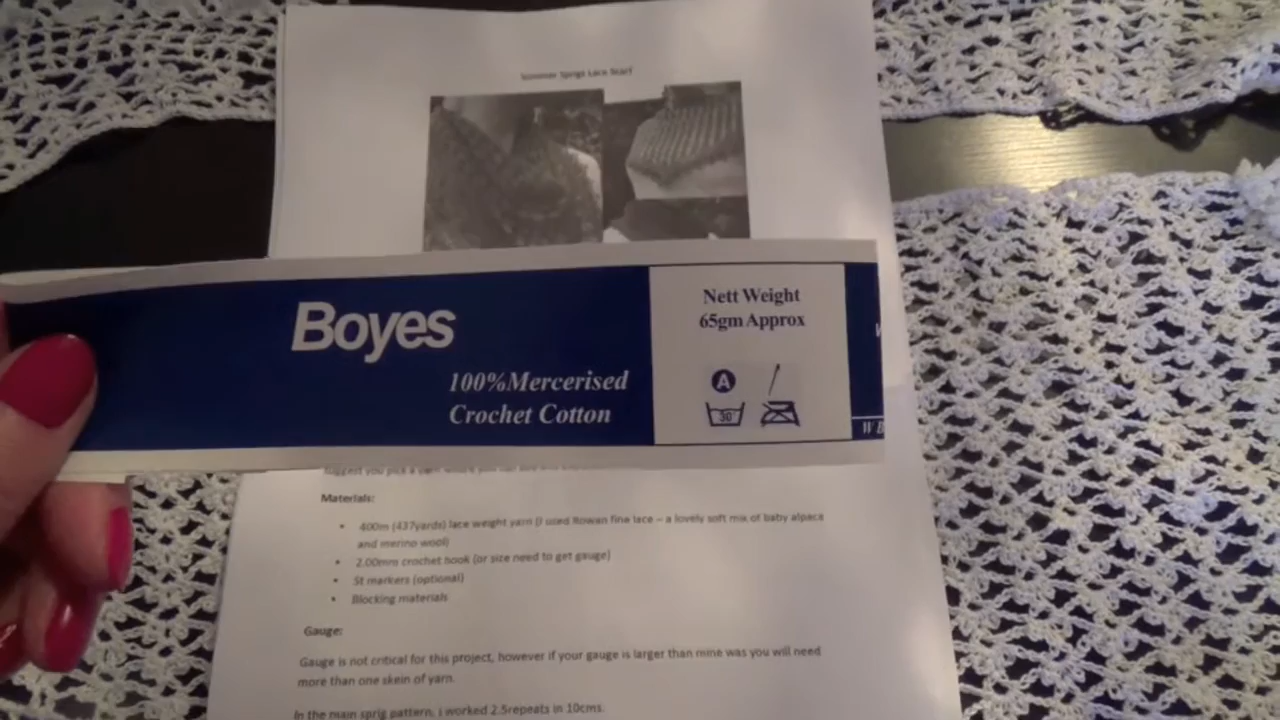 Summer Sprigs Lace Scarf
Boyes
100%Mercerised
Crochet Cotton
Nett Weight
65gm Approx
A
30
W B
Materials:
400m (437yards) lace weight yarn (I used Rowan fine lace – a lovely soft mix of baby alpaca
and merino wool)
2.00mm crochet hook (or size need to get gauge)
St markers (optional)
Blocking materials
Gauge:
Gauge is not critical for this project, however if your gauge is larger than mine was you will need
more than one skein of yarn.
In the main sprig pattern, i worked 2.5repeats in 10cms.